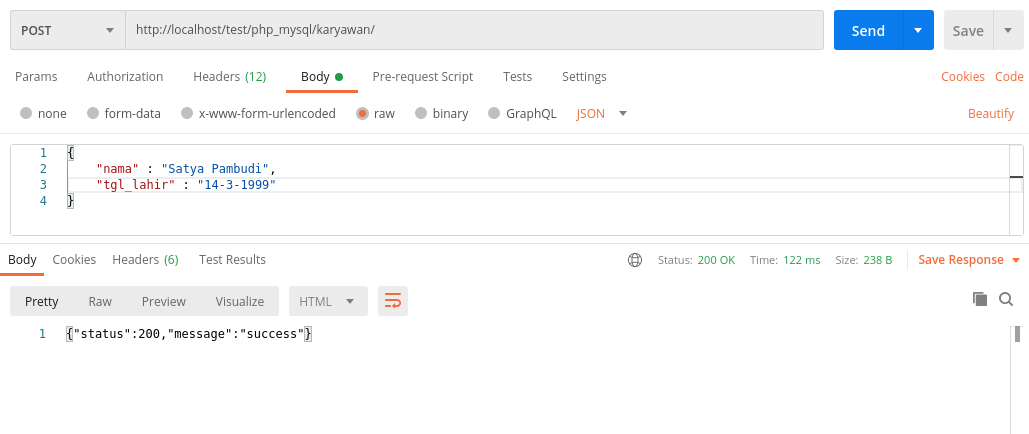 POST http://localhost/test/php_mysql/karyawan/ Send Save
Params Authorization Headers (12) Body Pre-request Script Tests Settings Cookies Code
none form-data x-www-form-urlencoded raw binary GraphQL JSON Beautify
1 {
2 "nama" : "Satya Pambudi",
3 "tgl_lahir" : "14-3-1999"
4 }
Body Cookies Headers (6) Test Results Status: 200 OK Time: 122 ms Size: 238 B Save Response
Pretty Raw Preview Visualize HTML
1 {"status":200,"message":"success"}